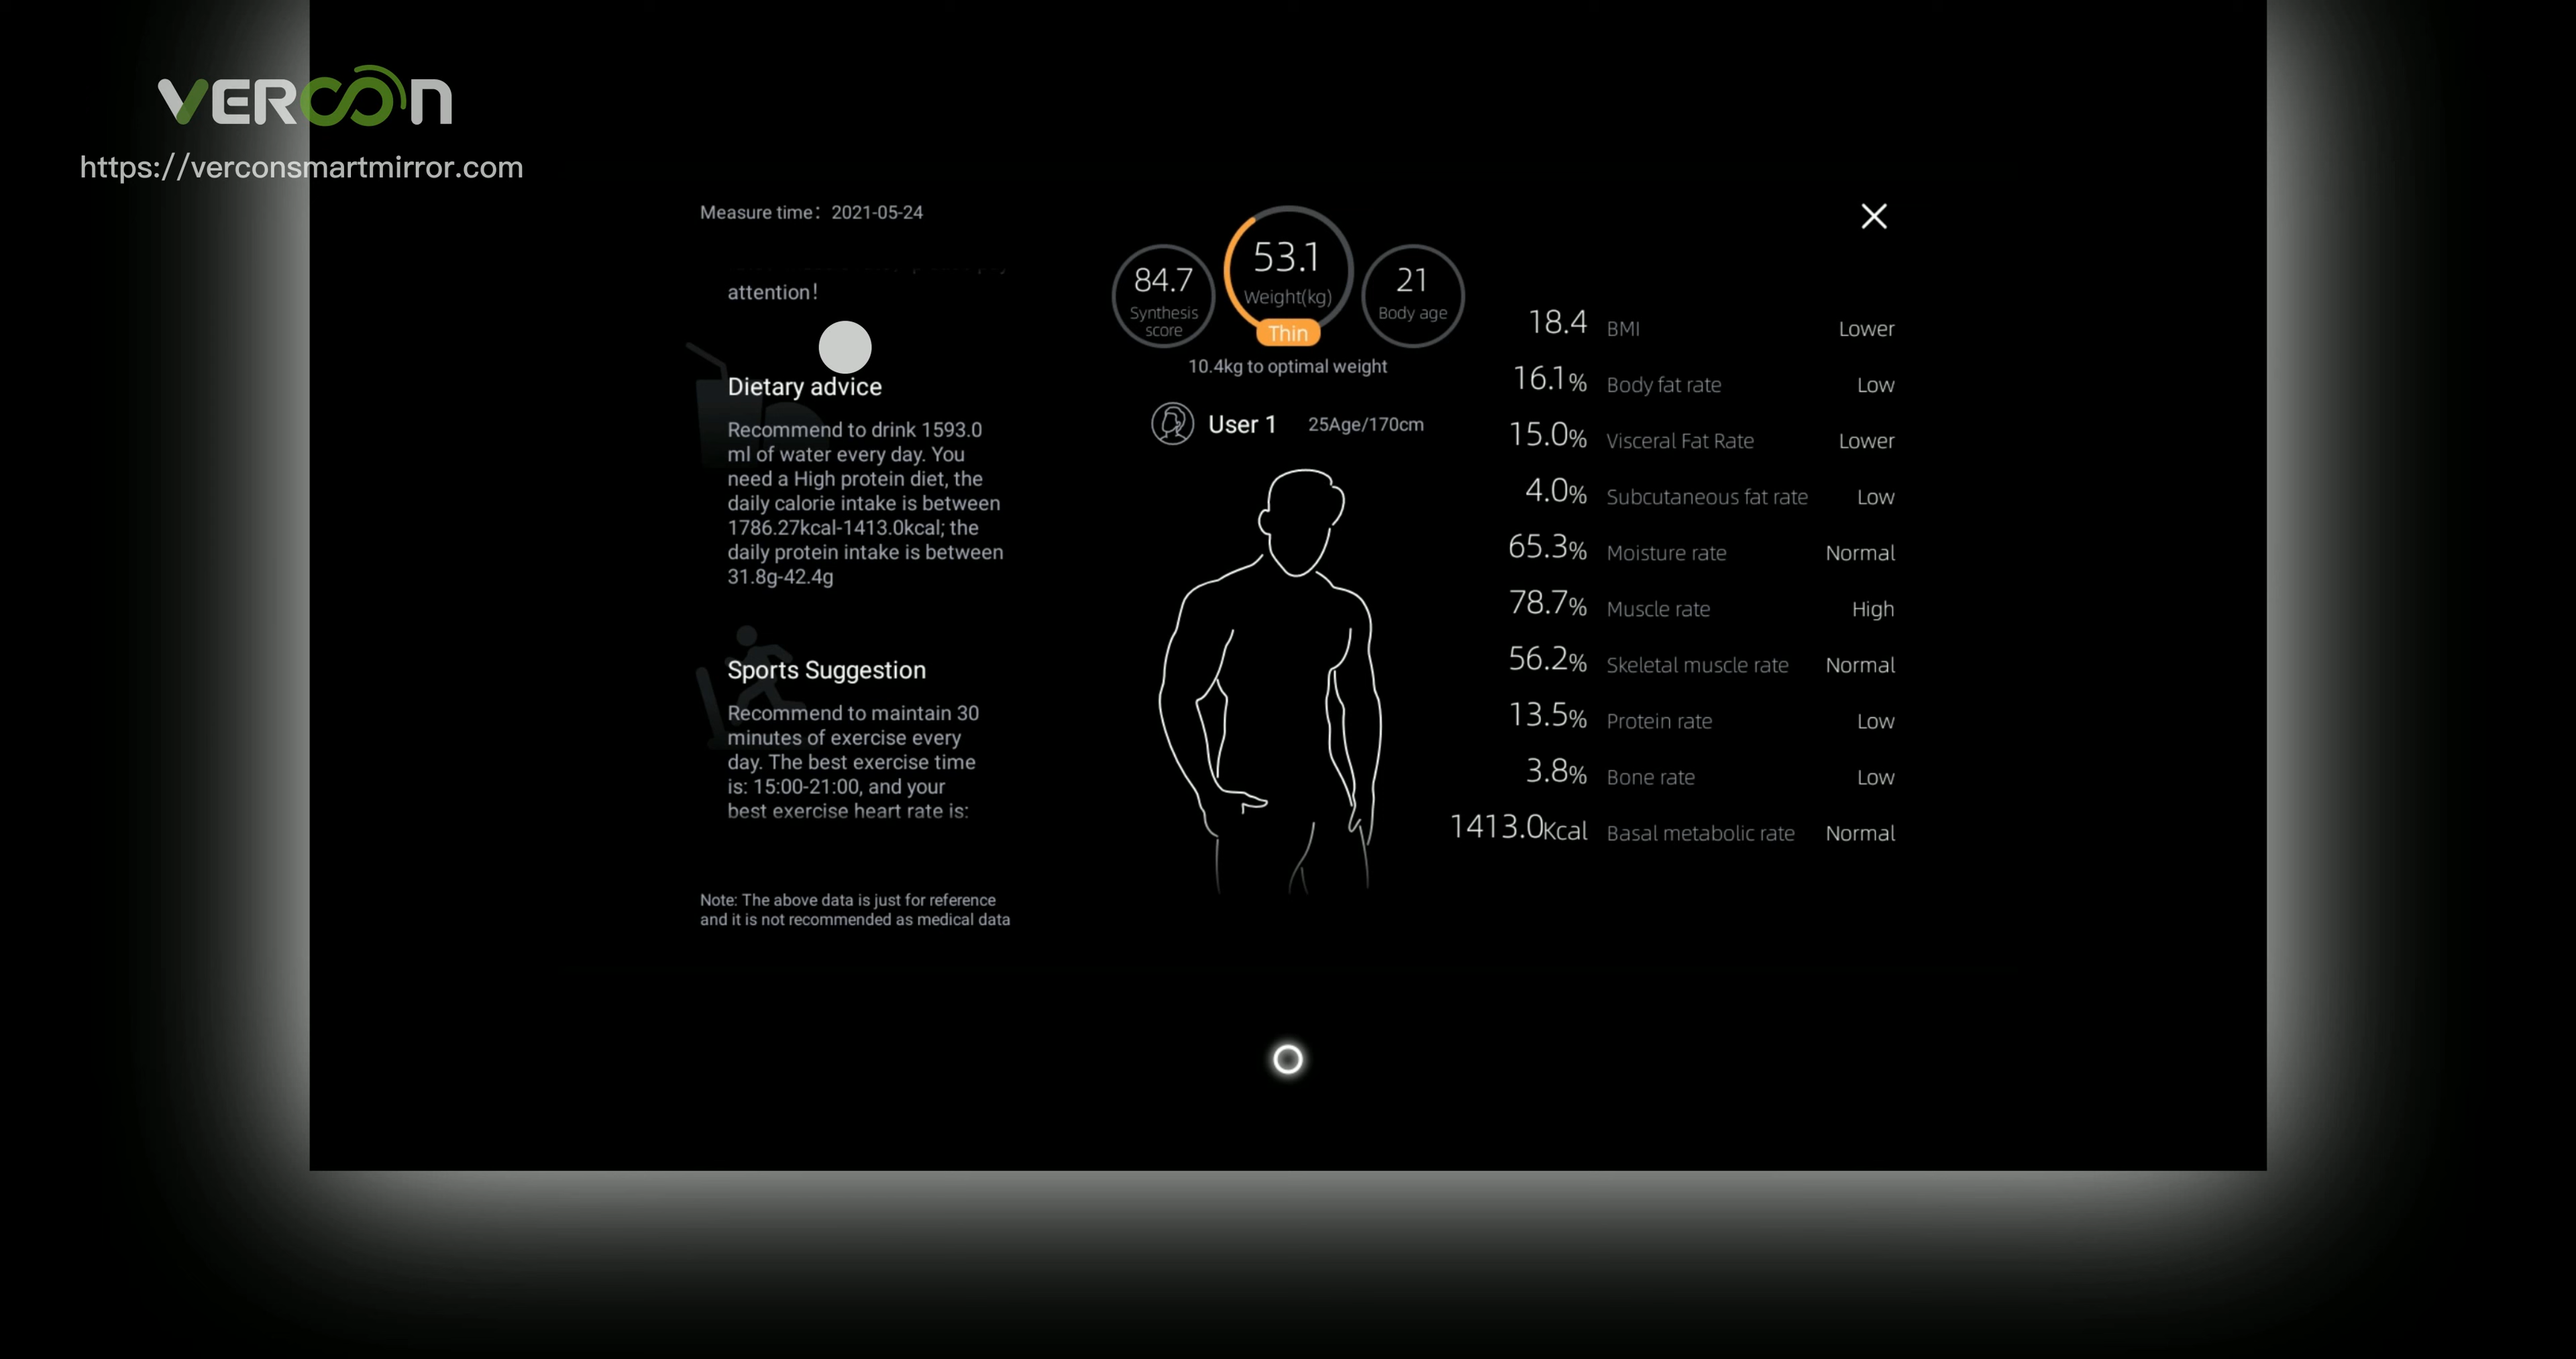 VERCON
https://verconsmartmirror.com
Measure time: 2021-05-24
attention!
Dietary advice
Recommend to drink 1593.0
ml of water every day. You
need a High protein diet, the
daily calorie intake is between
1786.27kcal-1413.0kcal; the
daily protein intake is between
31.8g-42.4g
Sports Suggestion
Recommend to maintain 30
minutes of exercise every
day. The best exercise time
is: 15:00-21:00, and your
best exercise heart rate is:
Note: The above data is just for reference
and it is not recommended as medical data
84.7
Synthesis
score
53.1
Weight(kg)
Thin
21
Body age
10.4kg to optimal weight
User 1 25Age/170cm
18.4 BMI Lower
16.1% Body fat rate Low
15.0% Visceral Fat Rate Lower
4.0% Subcutaneous fat rate Low
65.3% Moisture rate Normal
78.7% Muscle rate High
56.2% Skeletal muscle rate Normal
13.5% Protein rate Low
3.8% Bone rate Low
1413.0Kcal Basal metabolic rate Normal